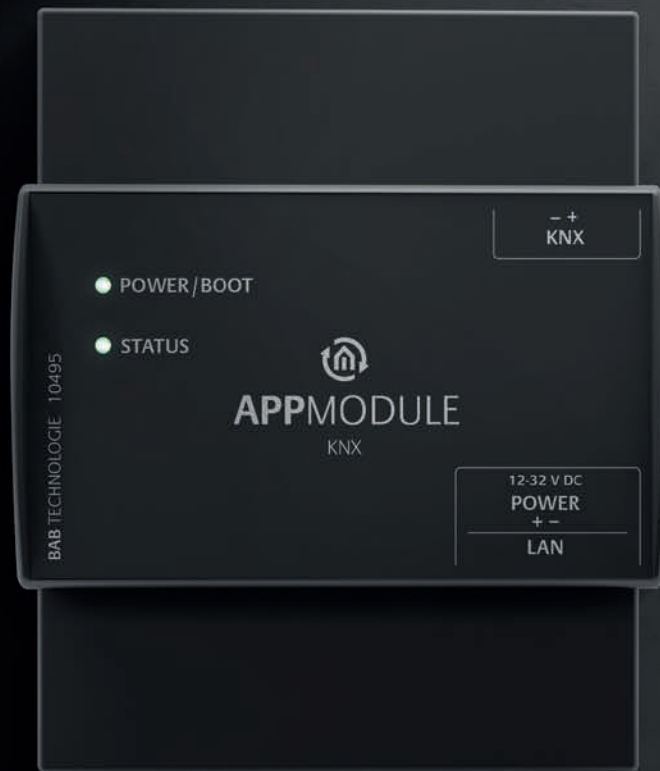 − +
KNX
POWER/BOOT
STATUS
APPMODULE
KNX
BAB TECHNOLOGIE 10495
12-32 V DC
POWER
+ −
LAN